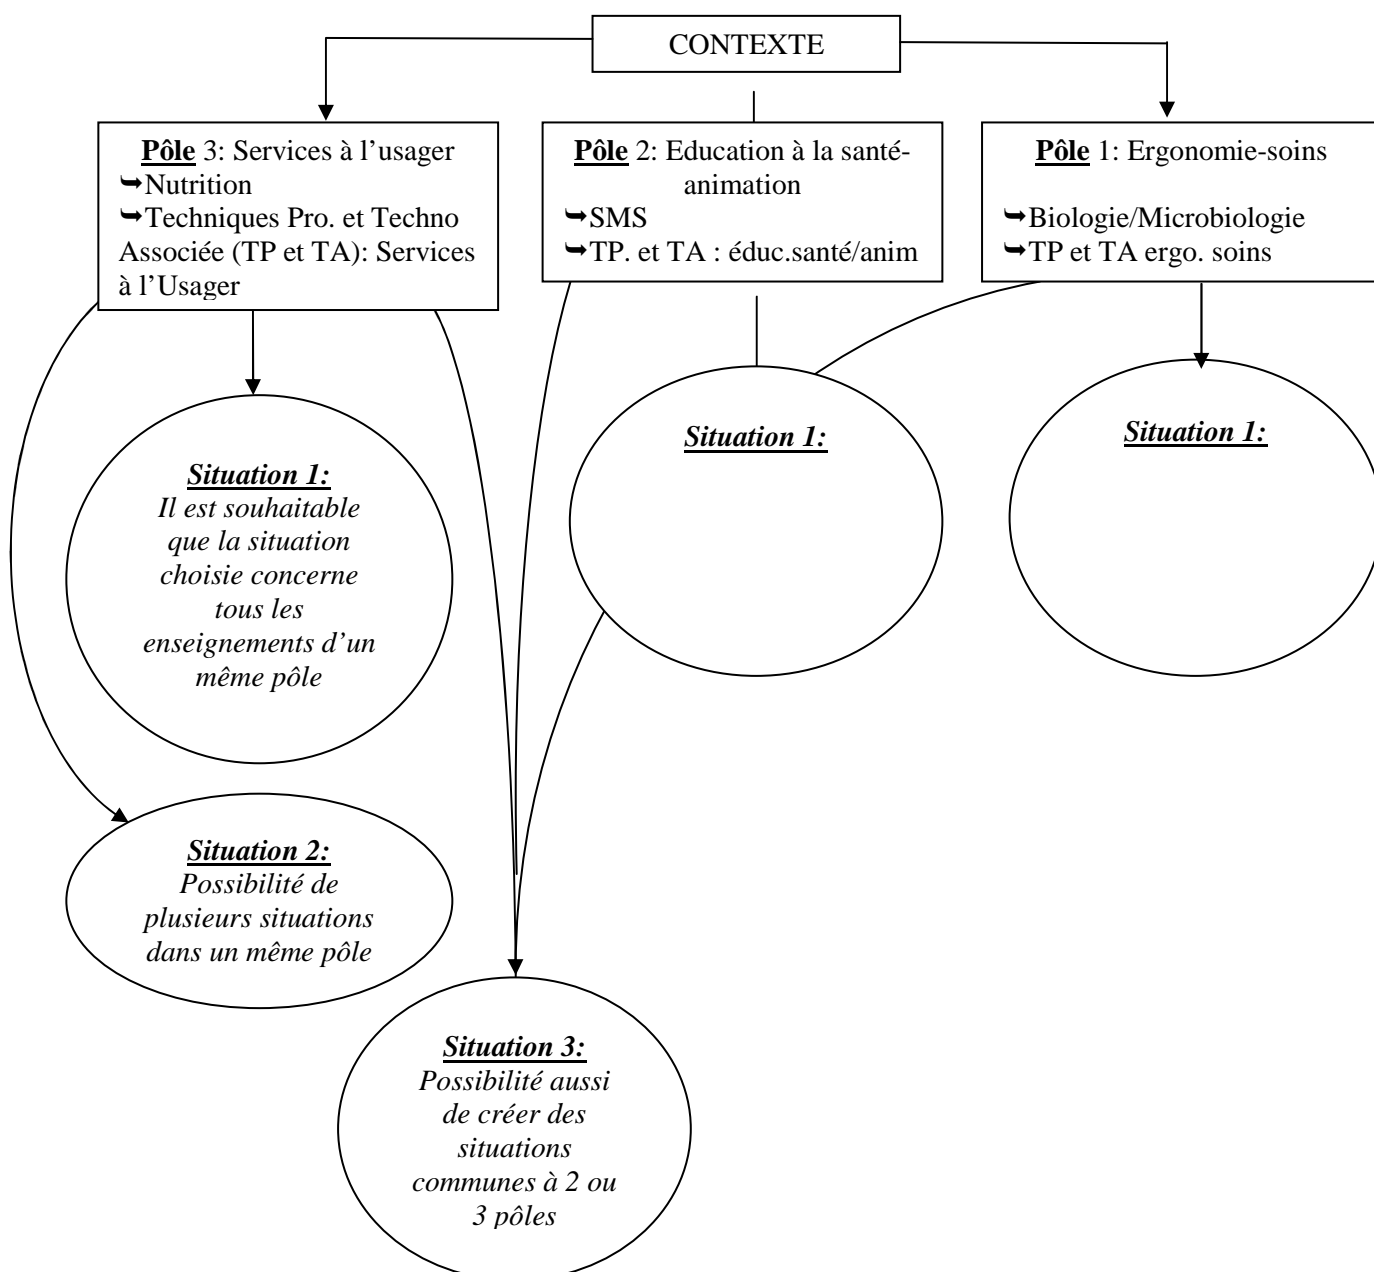 CONTEXTE
Pôle 3: Services à l’usager
➥Nutrition
➥Techniques Pro. et Techno
Associée (TP et TA): Services
à l’Usager
Pôle 2: Education à la santé-
animation
➥SMS
➥TP. et TA : éduc.santé/anim
Pôle 1: Ergonomie-soins
➥Biologie/Microbiologie
➥TP et TA ergo. soins
Situation 1:
Il est souhaitable
que la situation
choisie concerne
tous les
enseignements d’un
même pôle
Situation 1:
Situation 1:
Situation 2:
Possibilité de
plusieurs situations
dans un même pôle
Situation 3:
Possibilité aussi
de créer des
situations
communes à 2 ou
3 pôles